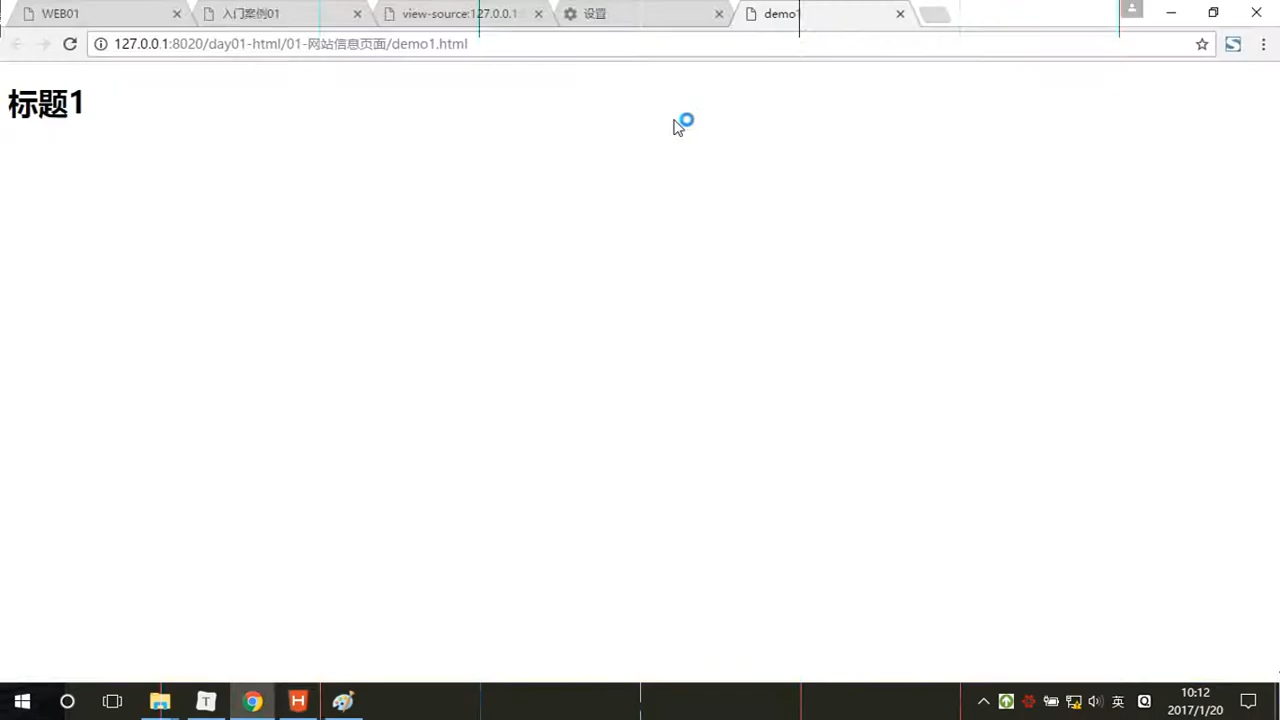 WEB01
入门案例01
view-source:127.0.0.1
设置
demo1
127.0.0.1:8020/day01-html/01-网站信息页面/demo1.html
标题1
英
10:12
2017/1/20